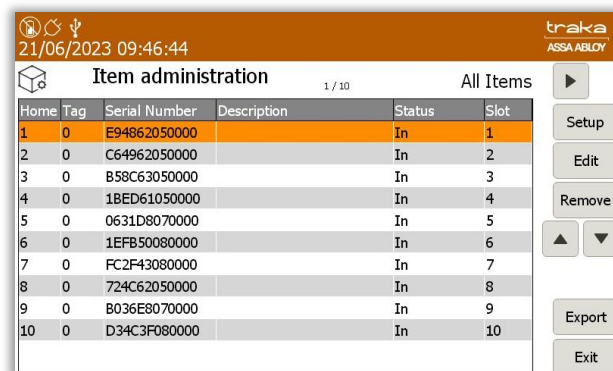 21/06/2023 09:46:44
traka
ASSA ABLOY
Item administration 1 / 10 All Items
Home Tag Serial Number Description Status Slot
1 0 E94862050000 In 1
2 0 C64962050000 In 2
3 0 B58C63050000 In 3
4 0 1BED61050000 In 4
5 0 0631D8070000 In 5
6 0 1EFB50080000 In 6
7 0 FC2F43080000 In 7
8 0 724C62050000 In 8
9 0 B036E8070000 In 9
10 0 D34C3F080000 In 10
Setup
Edit
Remove
Export
Exit